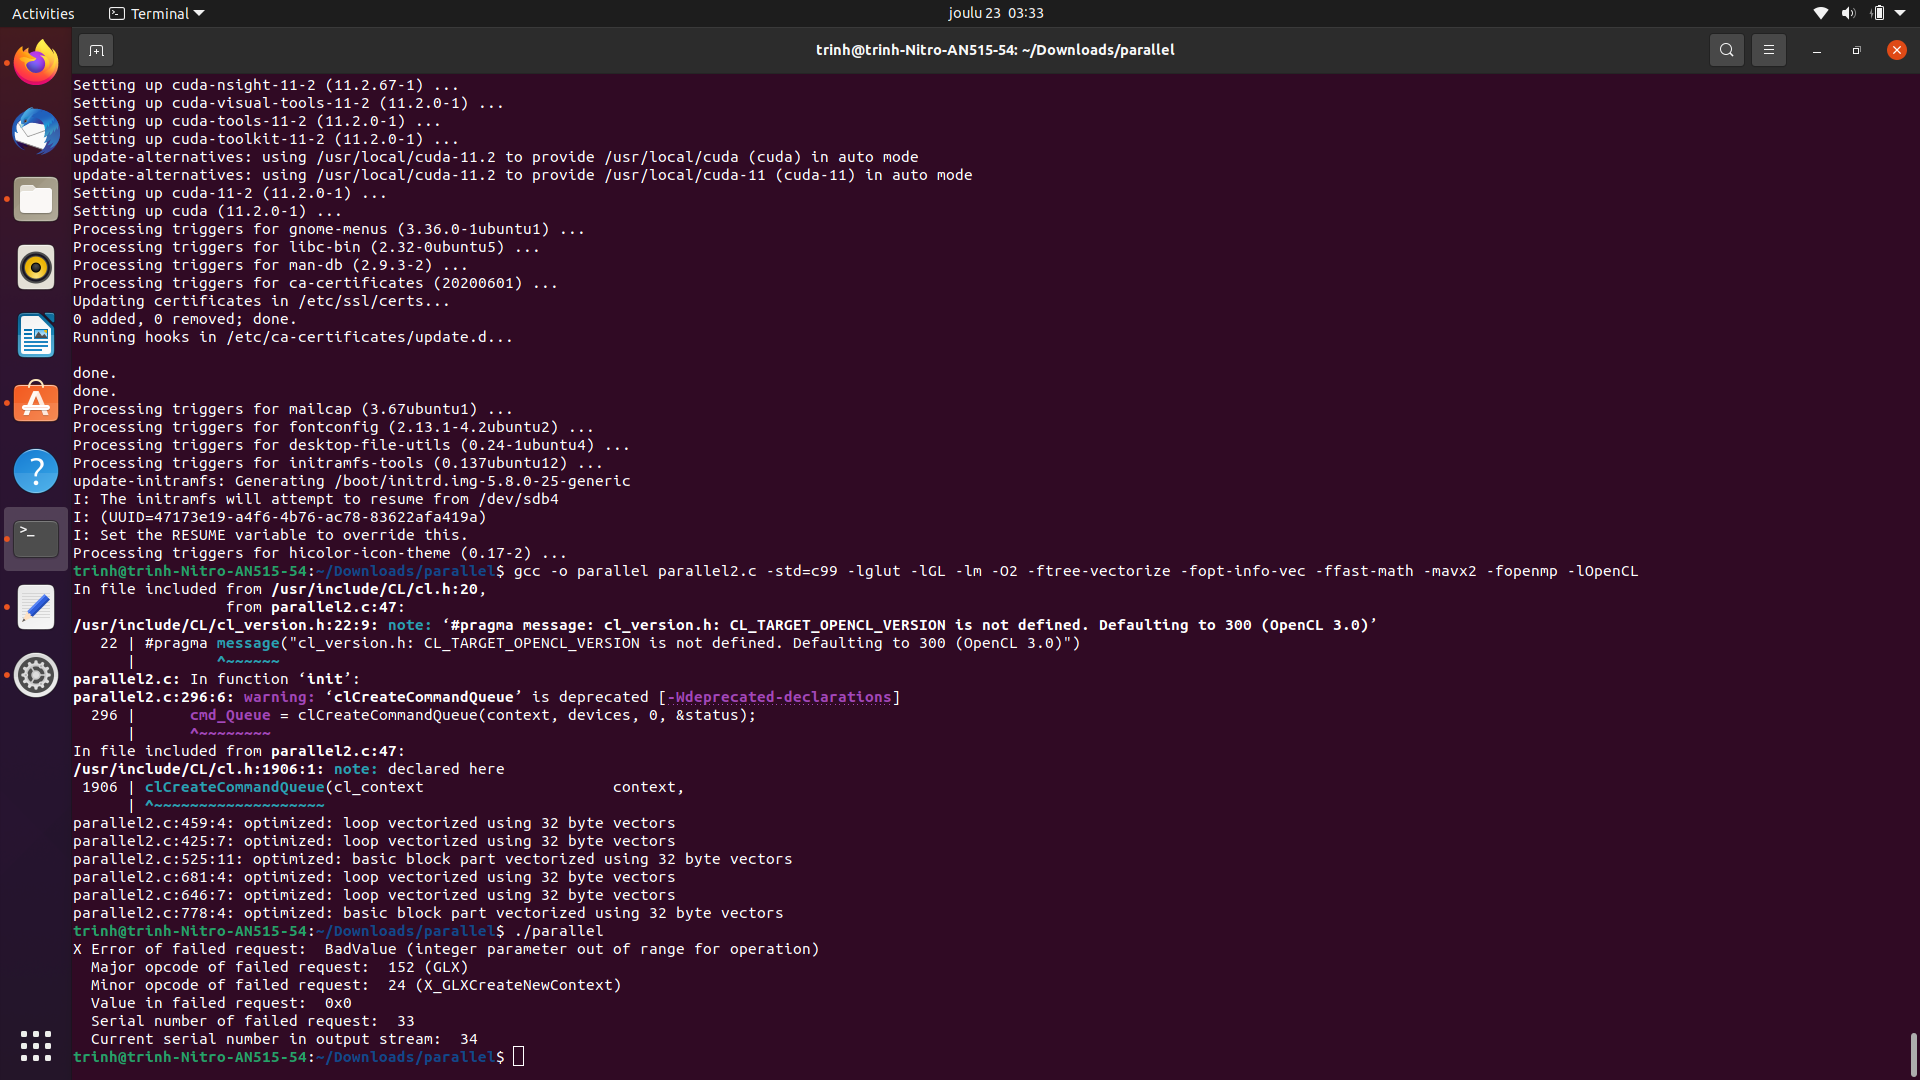 Activities
Terminal
joulu 23 03:33
trinh@trinh-Nitro-AN515-54: ~/Downloads/parallel
Setting up cuda-nsight-11-2 (11.2.67-1) ...
Setting up cuda-visual-tools-11-2 (11.2.0-1) ...
Setting up cuda-tools-11-2 (11.2.0-1) ...
Setting up cuda-toolkit-11-2 (11.2.0-1) ...
update-alternatives: using /usr/local/cuda-11.2 to provide /usr/local/cuda (cuda) in auto mode
update-alternatives: using /usr/local/cuda-11.2 to provide /usr/local/cuda-11 (cuda-11) in auto mode
Setting up cuda-11-2 (11.2.0-1) ...
Setting up cuda (11.2.0-1) ...
Processing triggers for gnome-menus (3.36.0-1ubuntu1) ...
Processing triggers for libc-bin (2.32-0ubuntu5) ...
Processing triggers for man-db (2.9.3-2) ...
Processing triggers for ca-certificates (20200601) ...
Updating certificates in /etc/ssl/certs...
0 added, 0 removed; done.
Running hooks in /etc/ca-certificates/update.d...
done.
done.
Processing triggers for mailcap (3.67ubuntu1) ...
Processing triggers for fontconfig (2.13.1-4.2ubuntu2) ...
Processing triggers for desktop-file-utils (0.24-1ubuntu4) ...
Processing triggers for initramfs-tools (0.137ubuntu12) ...
update-initramfs: Generating /boot/initrd.img-5.8.0-25-generic
I: The initramfs will attempt to resume from /dev/sdb4
I: (UUID=47173e19-a4f6-4b76-ac78-83622afa419a)
I: Set the RESUME variable to override this.
Processing triggers for hicolor-icon-theme (0.17-2) ...
trinh@trinh-Nitro-AN515-54:~/Downloads/parallel$ gcc -o parallel parallel2.c -std=c99 -lglut -lGL -lm -O2 -ftree-vectorize -fopt-info-vec -ffast-math -mavx2 -fopenmp -lOpenCL
In file included from /usr/include/CL/cl.h:20,
                 from parallel2.c:47:
/usr/include/CL/cl_version.h:22:9: note: ‘#pragma message: cl_version.h: CL_TARGET_OPENCL_VERSION is not defined. Defaulting to 300 (OpenCL 3.0)’
   22 | #pragma message("cl_version.h: CL_TARGET_OPENCL_VERSION is not defined. Defaulting to 300 (OpenCL 3.0)")
      |         ^~~~~~~
parallel2.c: In function ‘init’:
parallel2.c:296:6: warning: ‘clCreateCommandQueue’ is deprecated [-Wdeprecated-declarations]
  296 |      cmd_Queue = clCreateCommandQueue(context, devices, 0, &status);
      |      ^~~~~~~~~
In file included from parallel2.c:47:
/usr/include/CL/cl.h:1906:1: note: declared here
 1906 | clCreateCommandQueue(cl_context                     context,
      | ^~~~~~~~~~~~~~~~~~~~
parallel2.c:459:4: optimized: loop vectorized using 32 byte vectors
parallel2.c:425:7: optimized: loop vectorized using 32 byte vectors
parallel2.c:525:11: optimized: basic block part vectorized using 32 byte vectors
parallel2.c:681:4: optimized: loop vectorized using 32 byte vectors
parallel2.c:646:7: optimized: loop vectorized using 32 byte vectors
parallel2.c:778:4: optimized: basic block part vectorized using 32 byte vectors
trinh@trinh-Nitro-AN515-54:~/Downloads/parallel$ ./parallel
X Error of failed request:  BadValue (integer parameter out of range for operation)
  Major opcode of failed request:  152 (GLX)
  Minor opcode of failed request:  24 (X_GLXCreateNewContext)
  Value in failed request:  0x0
  Serial number of failed request:  33
  Current serial number in output stream:  34
trinh@trinh-Nitro-AN515-54:~/Downloads/parallel$